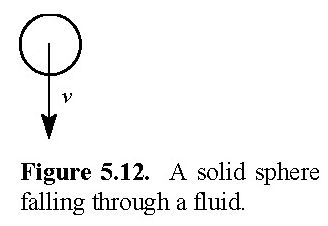 v
Figure 5.12. A solid sphere
falling through a fluid.